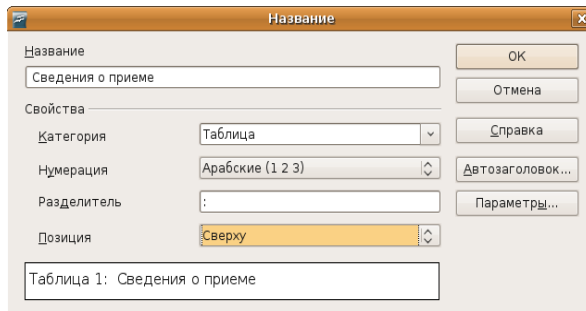 Название
Название
Сведения о приеме
Свойства
Категория
Таблица
Нумерация
Арабские (1 2 3)
Разделитель
:
Позиция
Сверху
Таблица 1: Сведения о приеме
OK
Отмена
Справка
Автозаголовок...
Параметры...